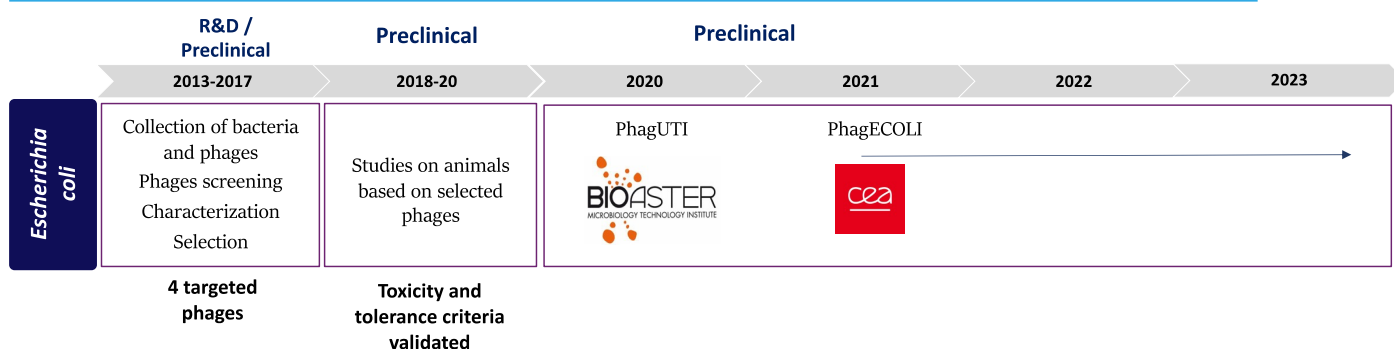 R&D /
Preclinical
Preclinical
Preclinical
2013-2017
2018-20
2020
2021
2022
2023
Escherichia
coli
Collection of bacteria
and phages
Phages screening
Characterization
Selection
Studies on animals
based on selected
phages
PhagUTI
BIOASTER
MICROBIOLOGY TECHNOLOGY INSTITUTE
PhagECOLI
cea
4 targeted
phages
Toxicity and
tolerance criteria
validated